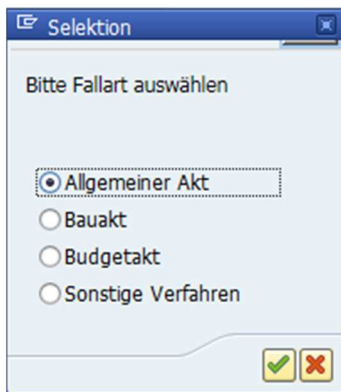 Selektion
Bitte Fallart auswählen
Allgemeiner Akt
Bauakt
Budgetakt
Sonstige Verfahren